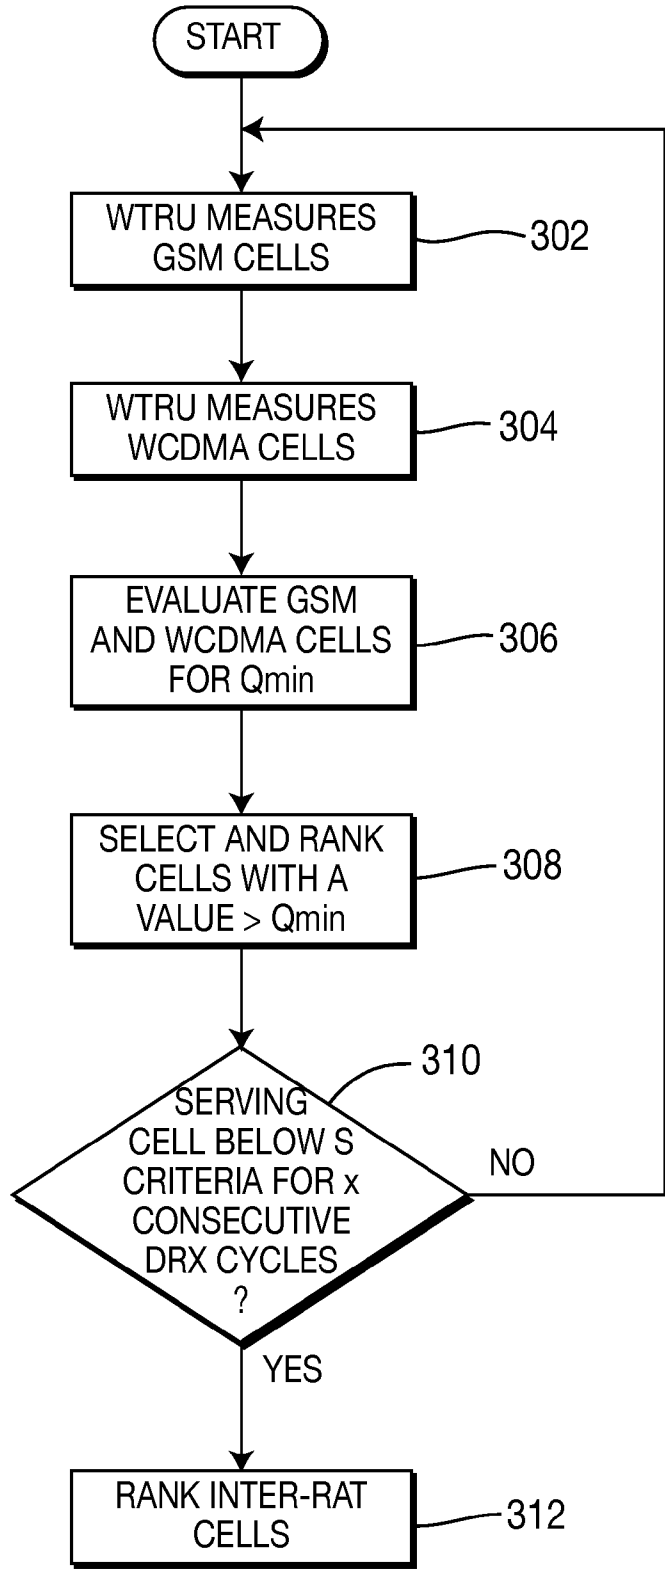 START
WTRU MEASURES
GSM CELLS
302
WTRU MEASURES
WCDMA CELLS
304
EVALUATE GSM
AND WCDMA CELLS
FOR Qmin
306
SELECT AND RANK
CELLS WITH A
VALUE > Qmin
308
310
SERVING
CELL BELOW S
CRITERIA FOR x
CONSECUTIVE
DRX CYCLES
?
NO
YES
RANK INTER-RAT
CELLS
312